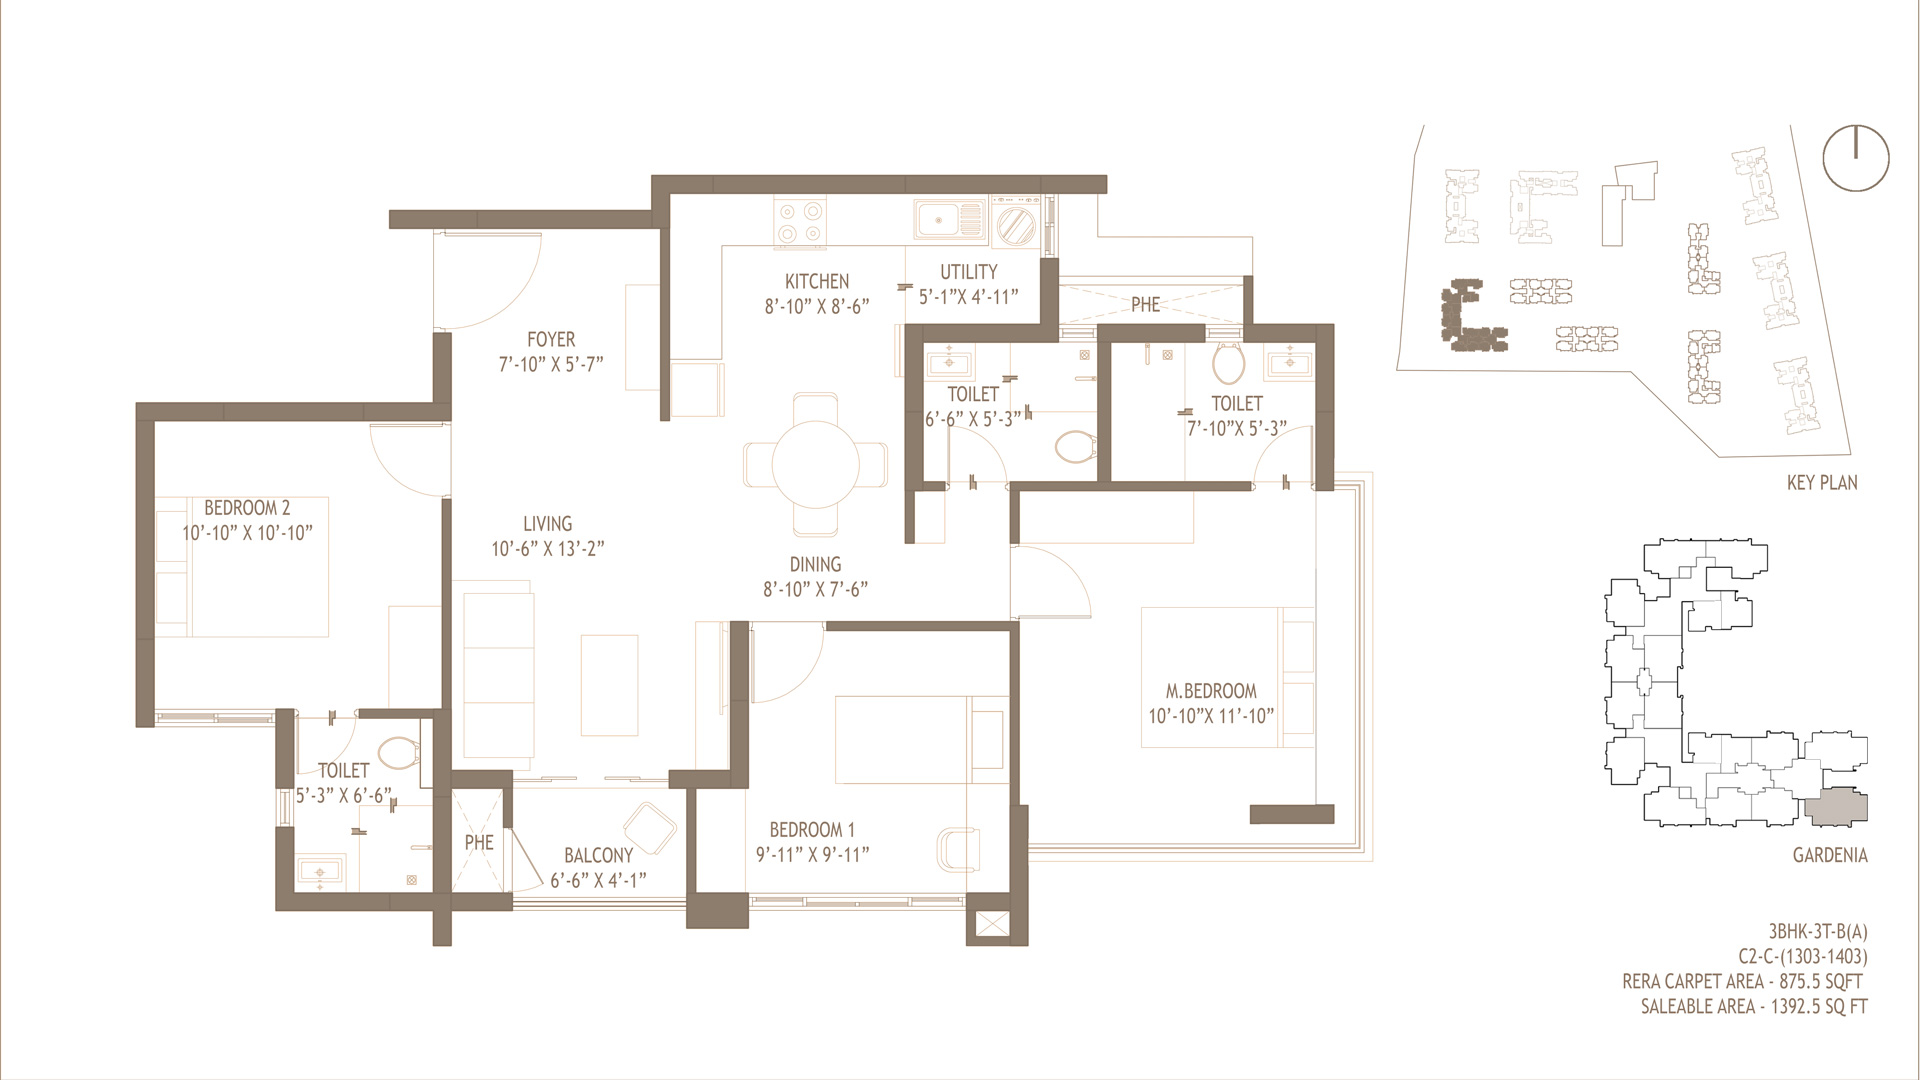 KITCHEN
8’-10” X 8’-6”
UTILITY
5’-1”X 4’-11”
PHE
FOYER
7’-10” X 5’-7”
TOILET
6’-6” X 5’-3”
TOILET
7’-10”X 5’-3”
BEDROOM 2
10’-10” X 10’-10”
LIVING
10’-6” X 13’-2”
DINING
8’-10” X 7’-6”
M.BEDROOM
10’-10”X 11’-10”
TOILET
5’-3” X 6’-6”
PHE
BALCONY
6’-6” X 4’-1”
BEDROOM 1
9’-11” X 9’-11”
KEY PLAN
GARDENIA
3BHK-3T-B(A)
C2-C-(1303-1403)
RERA CARPET AREA - 875.5 SQFT
SALEABLE AREA - 1392.5 SQ FT